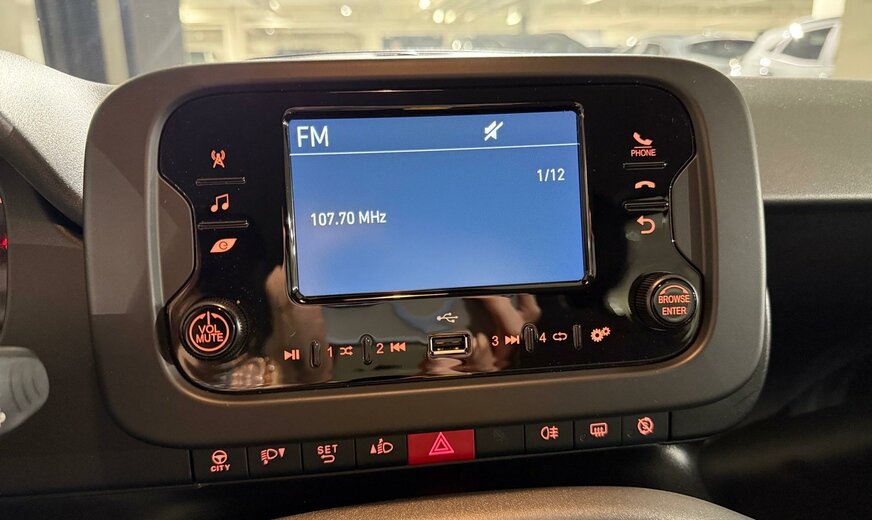 FM
1/12
107.70 MHz
PHONE
VOL
MUTE
BROWSE
ENTER
1
2
3
4
CITY
SET